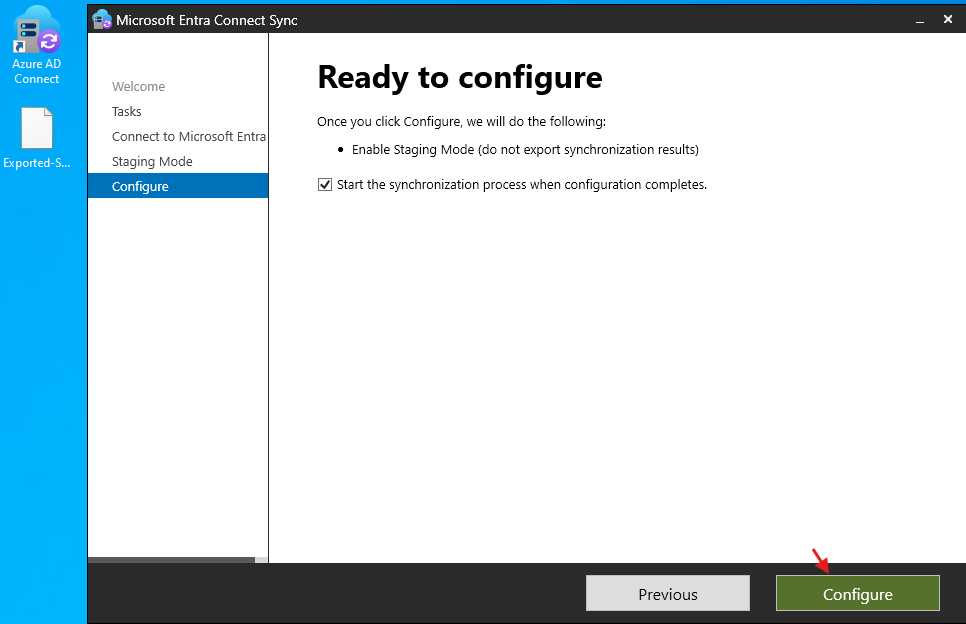 Azure AD
Connect
Exported-S...
Microsoft Entra Connect Sync
Welcome
Tasks
Connect to Microsoft Entra
Staging Mode
Configure
Ready to configure
Once you click Configure, we will do the following:
• Enable Staging Mode (do not export synchronization results)
Start the synchronization process when configuration completes.
Previous
Configure